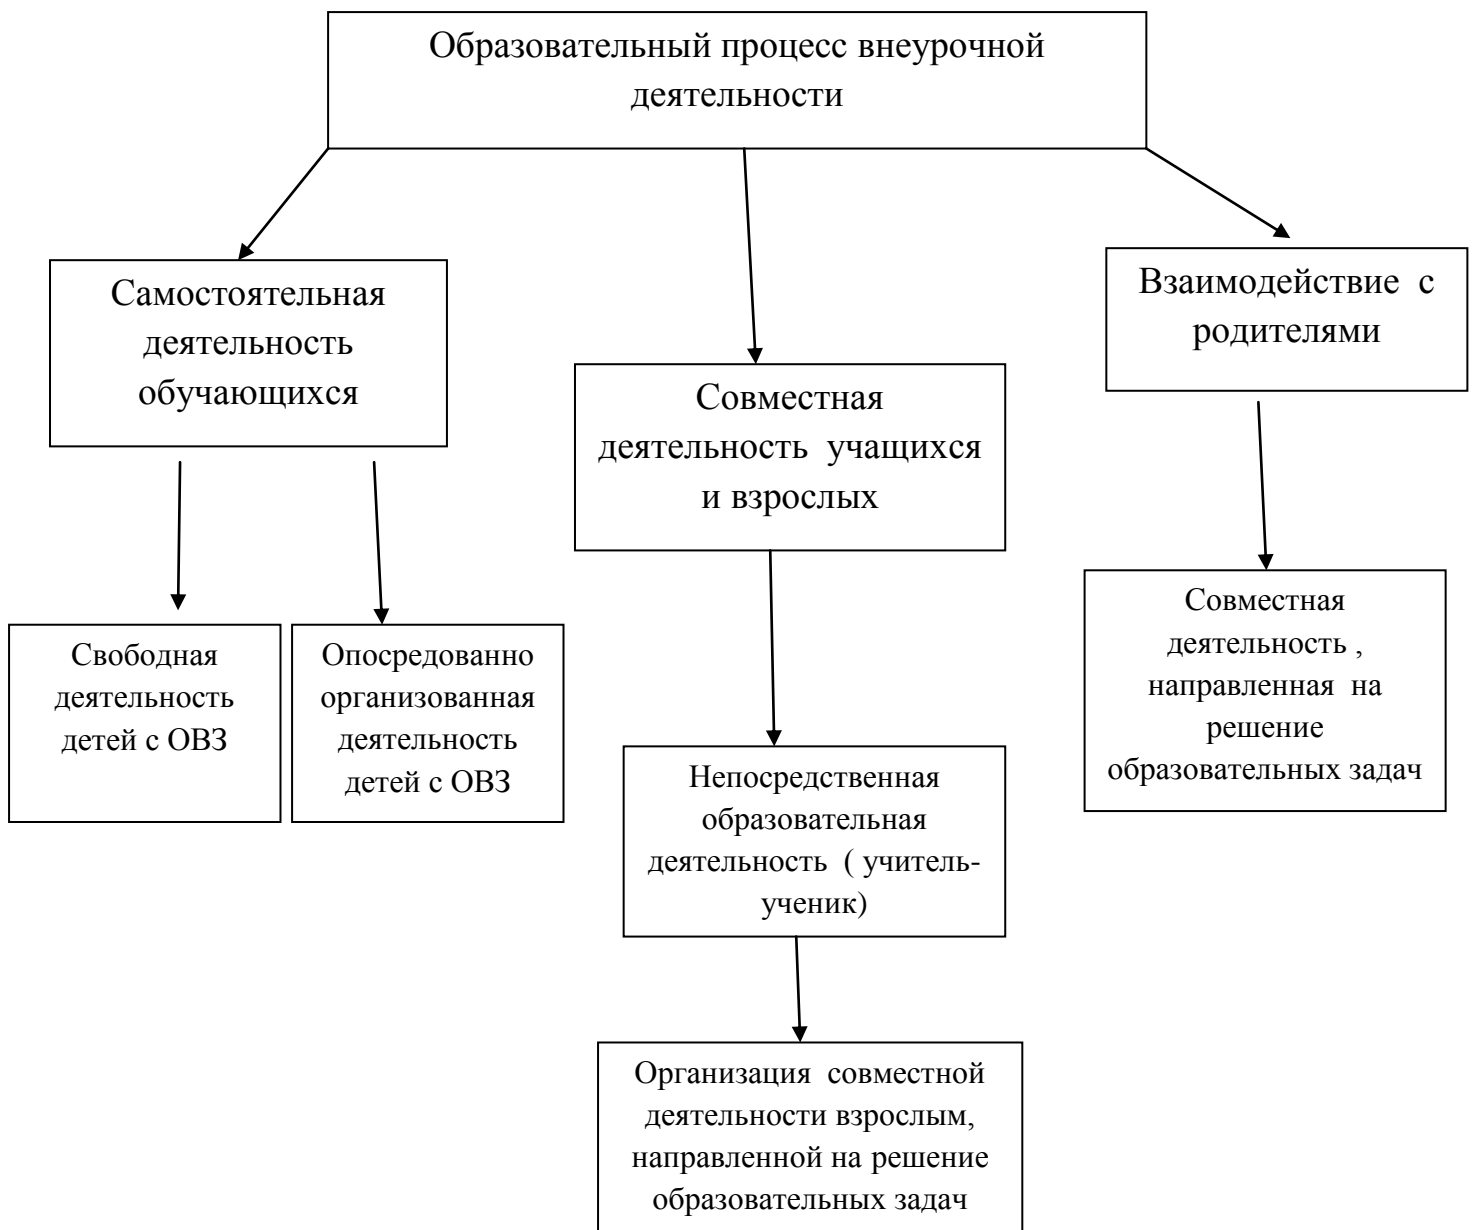 Образовательный процесс внеурочной
деятельности
Самостоятельная
деятельность
обучающихся
Совместная
деятельность учащихся
и взрослых
Взаимодействие с
родителями
Свободная
деятельность
детей с ОВЗ
Опосредованно
организованная
деятельность
детей с ОВЗ
Непосредственная
образовательная
деятельность ( учитель-
ученик)
Совместная
деятельность ,
направленная на
решение
образовательных задач
Организация совместной
деятельности взрослым,
направленной на решение
образовательных задач